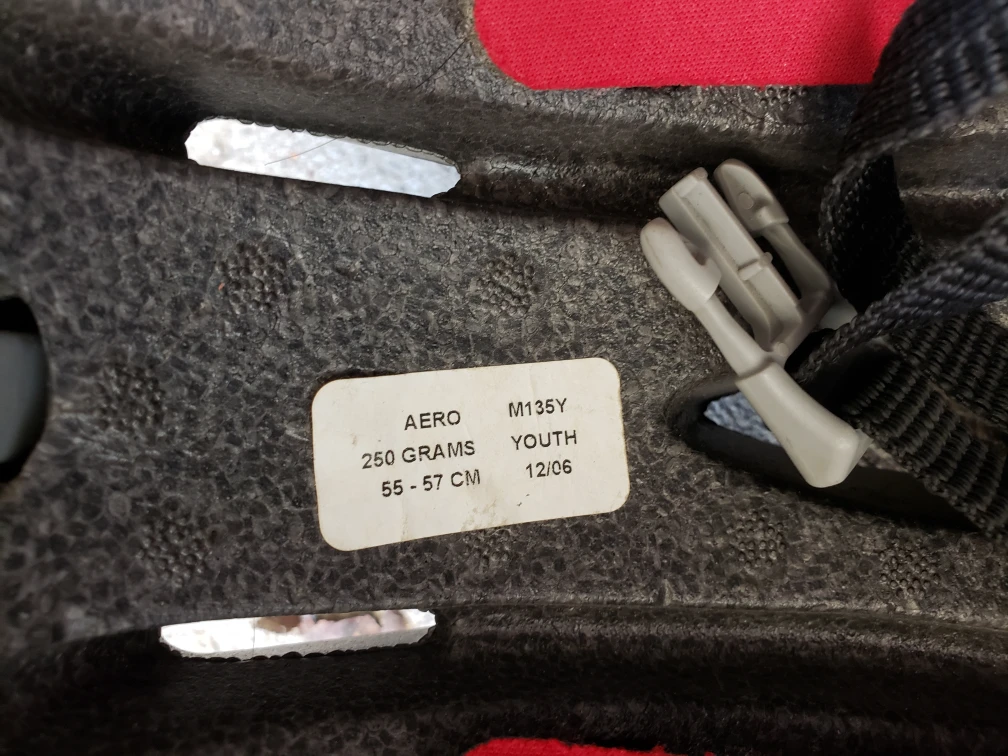 AERO M135Y
250 GRAMS YOUTH
55 - 57 CM 12/06